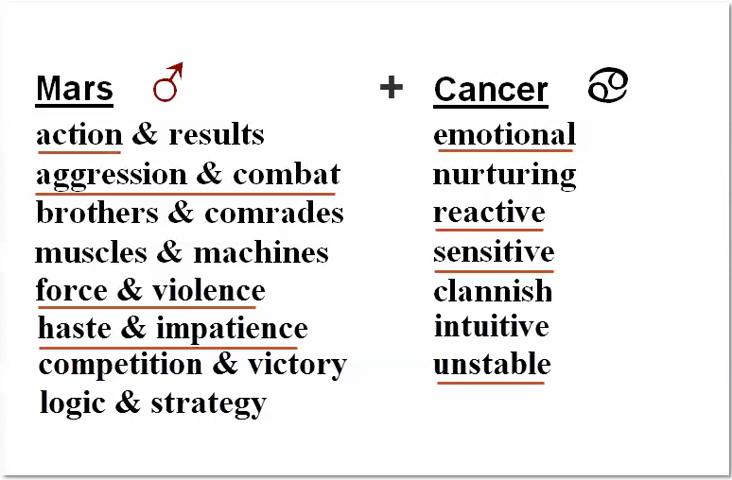 Mars ♂ + Cancer ♋
action & results
aggression & combat
brothers & comrades
muscles & machines
force & violence
haste & impatience
competition & victory
logic & strategy
emotional
nurturing
reactive
sensitive
clannish
intuitive
unstable